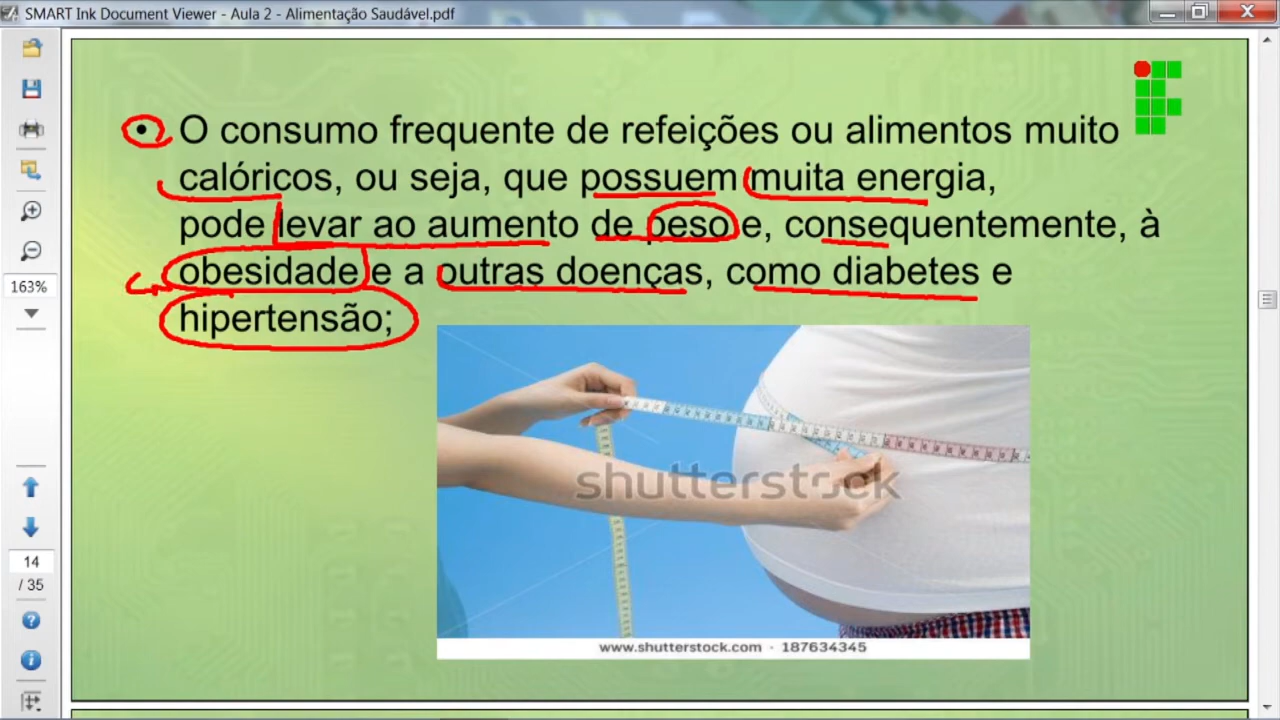 SMART Ink Document Viewer - Aula 2 - Alimentação Saudável.pdf
• O consumo frequente de refeições ou alimentos muito
calóricos, ou seja, que possuem muita energia,
pode levar ao aumento de peso e, consequentemente, à
obesidade e a outras doenças, como diabetes e
hipertensão;
163%
shutterstock
14
/ 35
www.shutterstock.com · 187634345